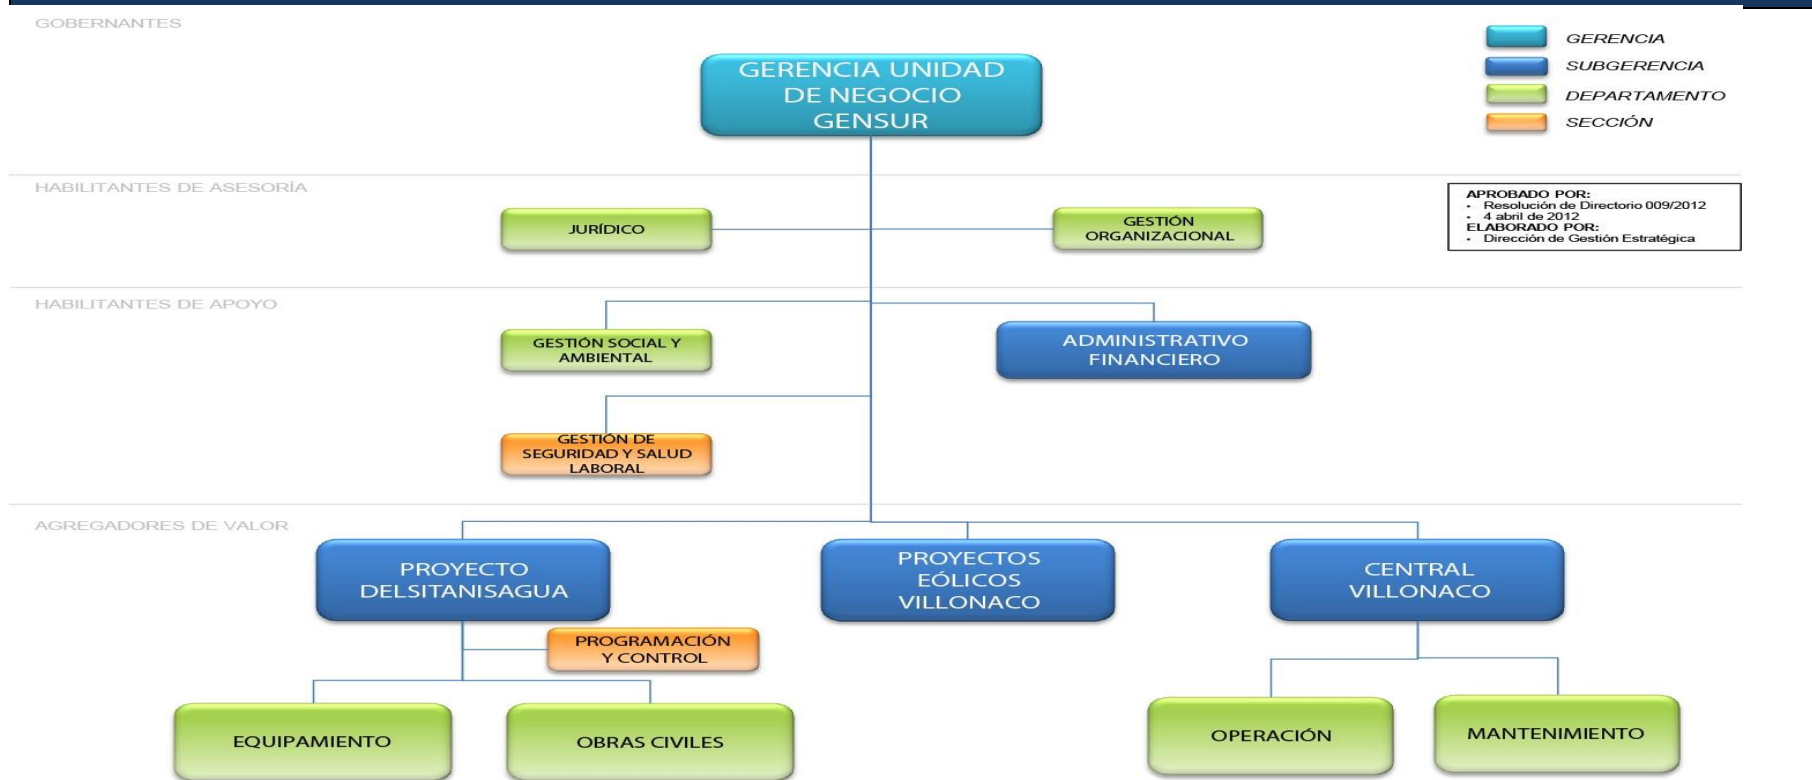 GOBERNANTES
GERENCIA UNIDAD
DE NEGOCIO
GENSUR
GERENCIA
SUBGERENCIA
DEPARTAMENTO
SECCIÓN
HABILITANTES DE ASESORÍA
APROBADO POR:
• Resolución de Directorio 009/2012
• 4 abril de 2012
ELABORADO POR:
• Dirección de Gestión Estratégica
JURÍDICO
GESTIÓN
ORGANIZACIONAL
HABILITANTES DE APOYO
GESTIÓN SOCIAL Y
AMBIENTAL
ADMINISTRATIVO
FINANCIERO
GESTIÓN DE
SEGURIDAD Y SALUD
LABORAL
AGREGADORES DE VALOR
PROYECTO
DELSITANISAGUA
PROYECTOS
EÓLICOS
VILLONACO
CENTRAL
VILLONACO
PROGRAMACIÓN
Y CONTROL
EQUIPAMIENTO
OBRAS CIVILES
OPERACIÓN
MANTENIMIENTO